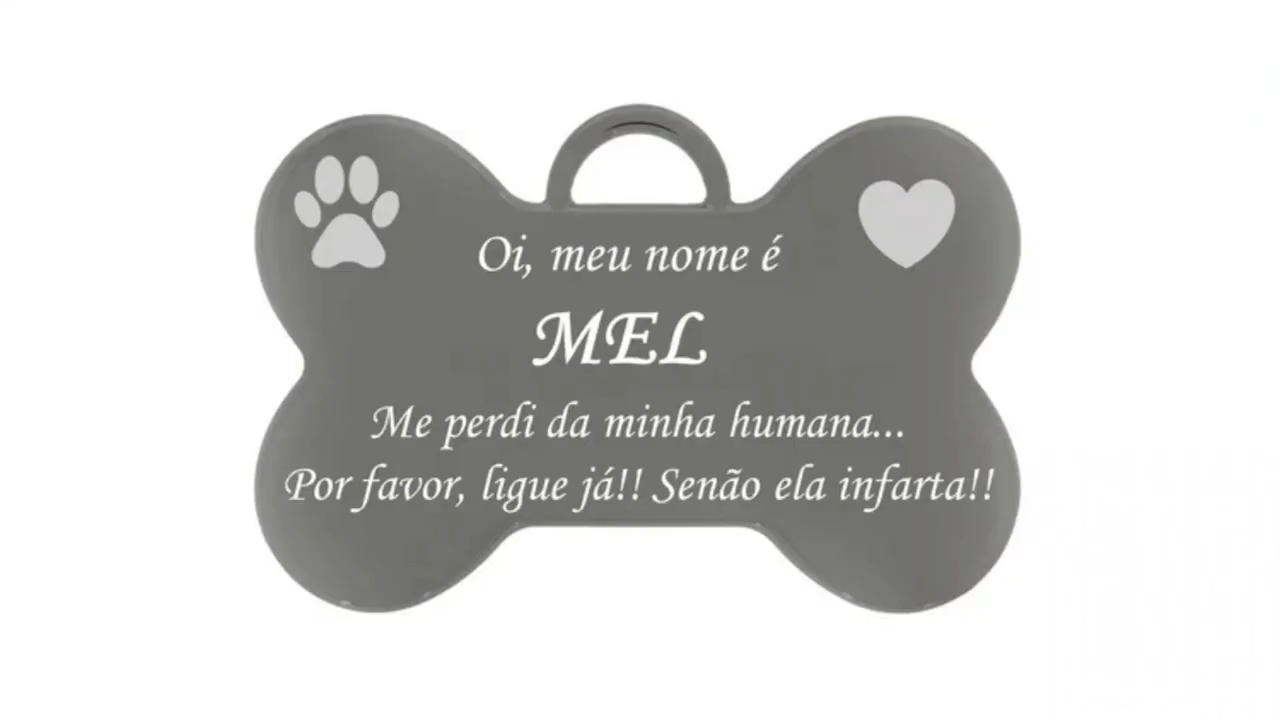 Oi, meu nome é
MEL
Me perdi da minha humana...
Por favor, ligue já!! Senão ela infarta!!